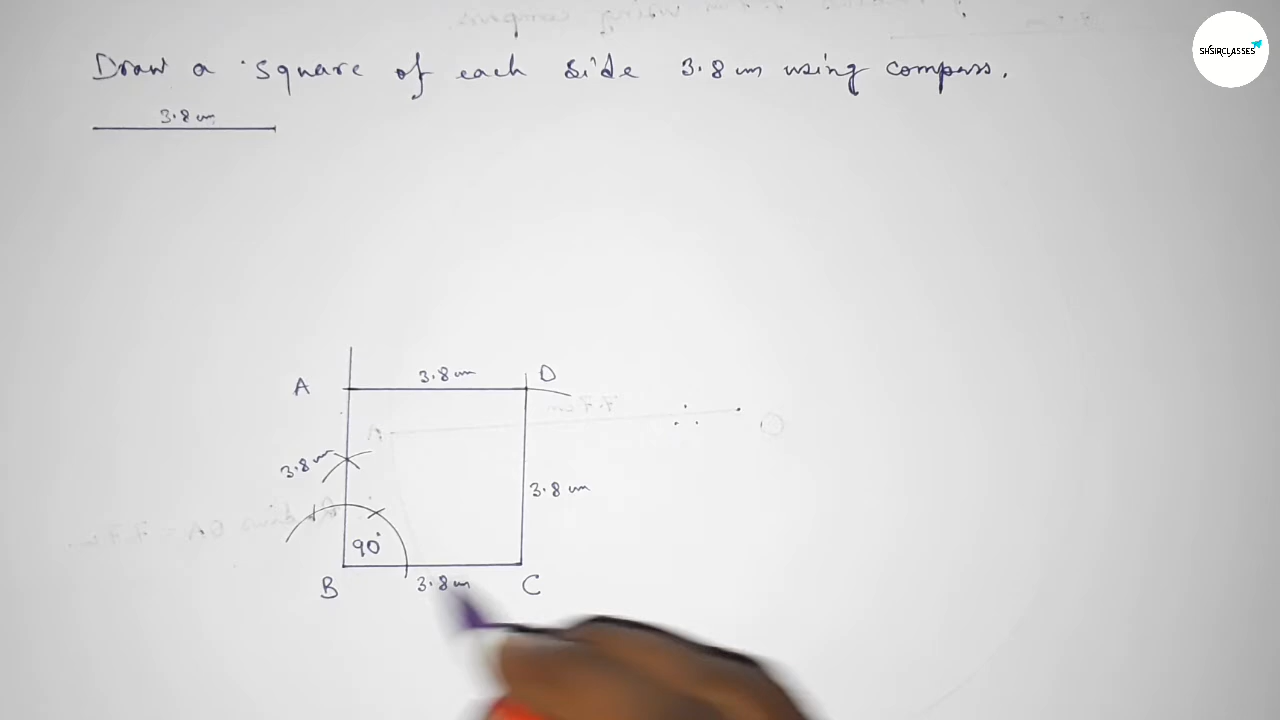 SHSIRCLASSES
Draw a square of each side 3.8 cm using compass.
3.8 cm
A
3.8 cm
D
3.8 cm
3.8 cm
90°
B
3.8 cm
C